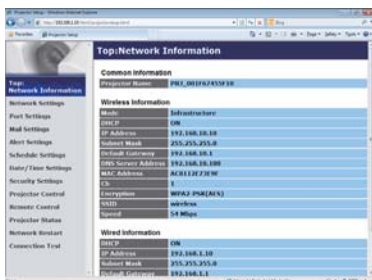 Top:Network Information
Top:
Network Information
Network Settings
Port Settings
Mail Settings
Alert Settings
Schedule Settings
Date/Time Settings
Security Settings
Projector Control
Remote Control
Projector Status
Network Restart
Connection Test
Common Information
Projector Name
Wireless Information
Mode Infrastructure
DHCP ON
IP Address 192.168.10.10
Subnet Mask 255.255.255.0
Default Gateway 192.168.10.1
DNS Server Address 192.168.10.100
MAC Address
Ch 1
Encryption WPA2-PSK(AES)
SSID wireless
Speed 54 Mbps
Wired Information
DHCP ON
IP Address 192.168.1.10
Subnet Mask 255.255.255.0
Default Gateway 192.168.1.1